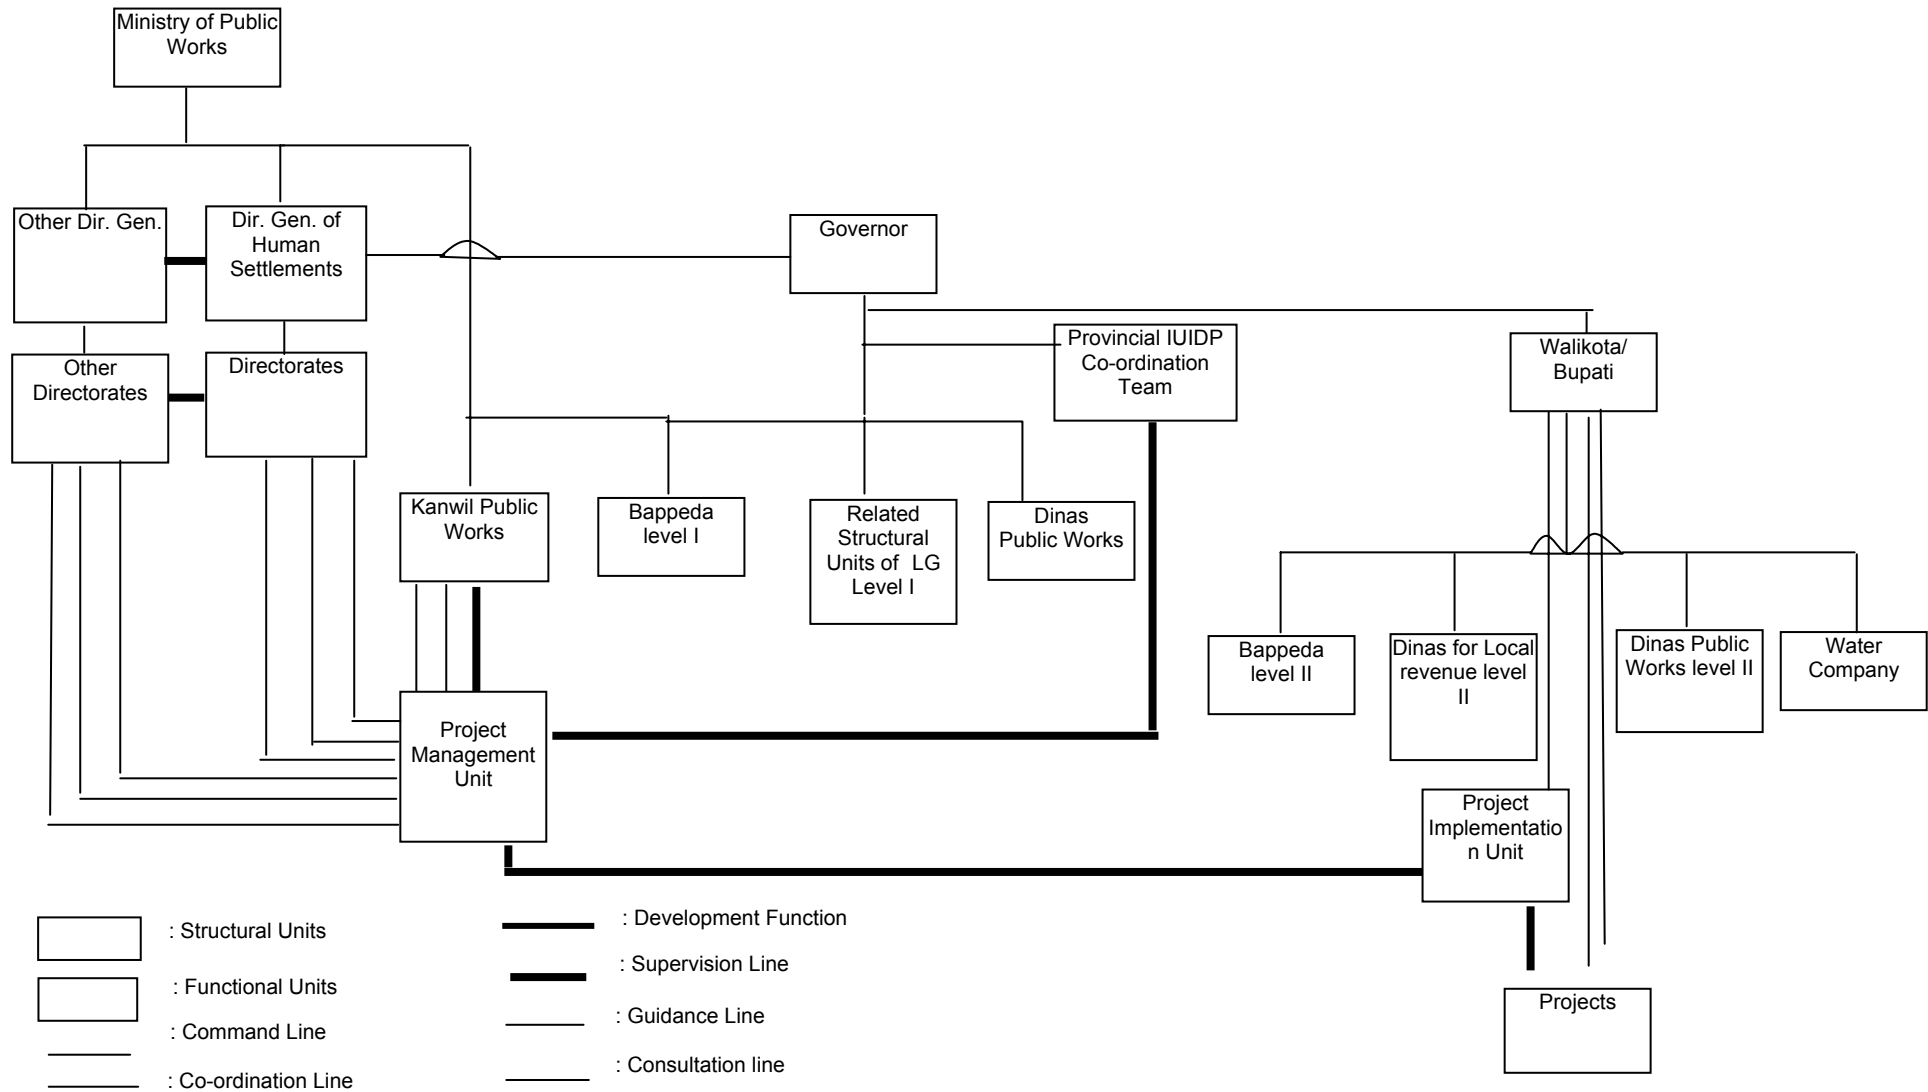 Ministry of Public
Works
Other Dir. Gen.
Dir. Gen. of
Human
Settlements
Governor
Provincial IUIDP
Co-ordination
Team
Walikota/
Bupati
Other
Directorates
Directorates
Kanwil Public
Works
Bappeda
level I
Related
Structural
Units of LG
Level I
Dinas
Public Works
Bappeda
level II
Dinas for Local
revenue level
II
Dinas Public
Works level II
Water
Company
Project
Management
Unit
Project
Implementatio
n Unit
Projects
: Structural Units
: Functional Units
: Command Line
: Co-ordination Line
: Development Function
: Supervision Line
: Guidance Line
: Consultation line